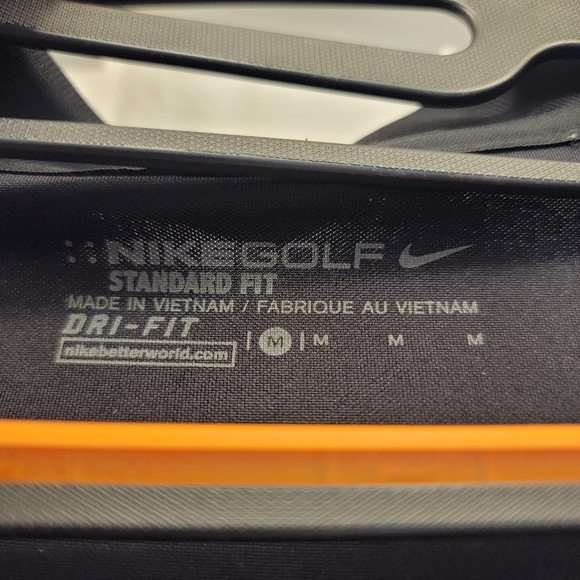 NIKEGOLF
STANDARD FIT
MADE IN VIETNAM / FABRIQUE AU VIETNAM
DRI-FIT | M | M M M
nikebetterworld.com